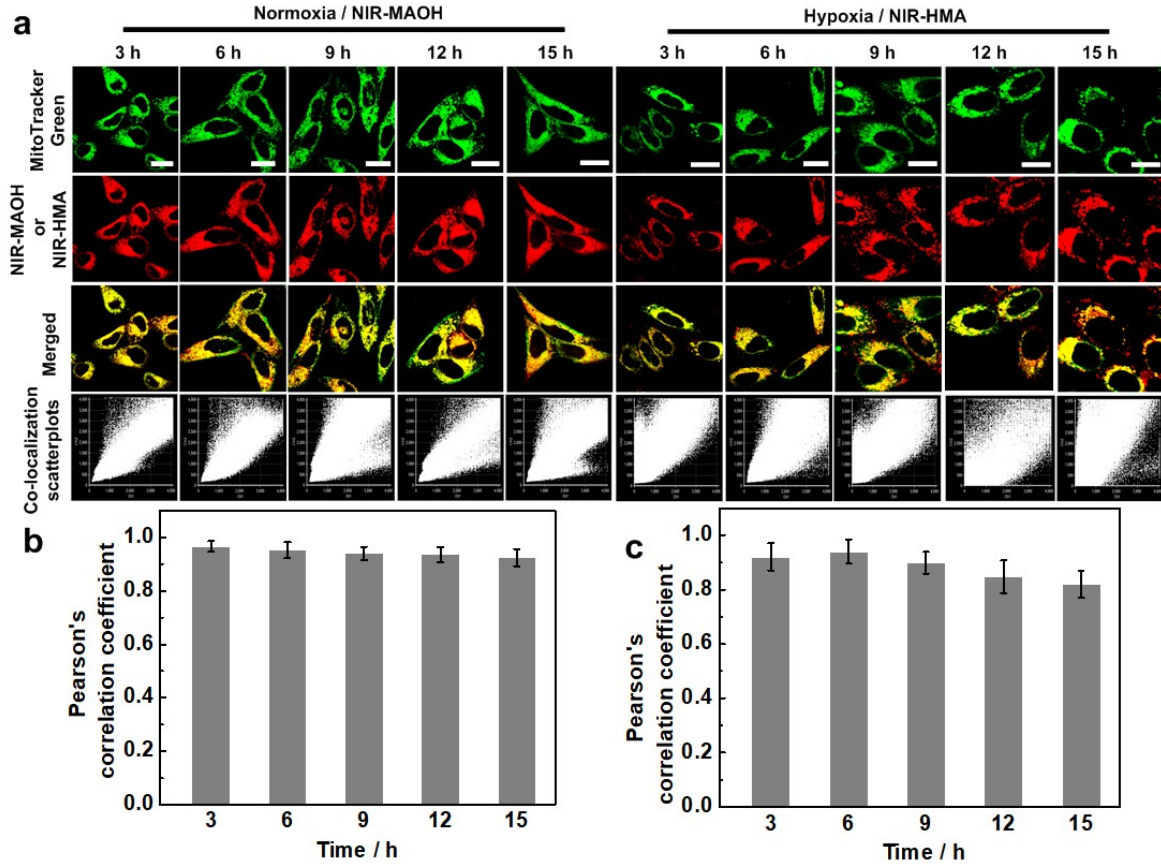 a
Normoxia / NIR-MAOH
Hypoxia / NIR-HMA
3 h 6 h 9 h 12 h 15 h 3 h 6 h 9 h 12 h 15 h
MitoTracker
Green
NIR-MAOH
or
NIR-HMA
Merged
Co-localization
scatterplots
b
1.0
0.8
0.6
0.4
0.2
0.0
Pearson's
correlation coefficient
3 6 9 12 15
Time / h
c
1.0
0.8
0.6
0.4
0.2
0.0
Pearson's
correlation coefficient
3 6 9 12 15
Time / h